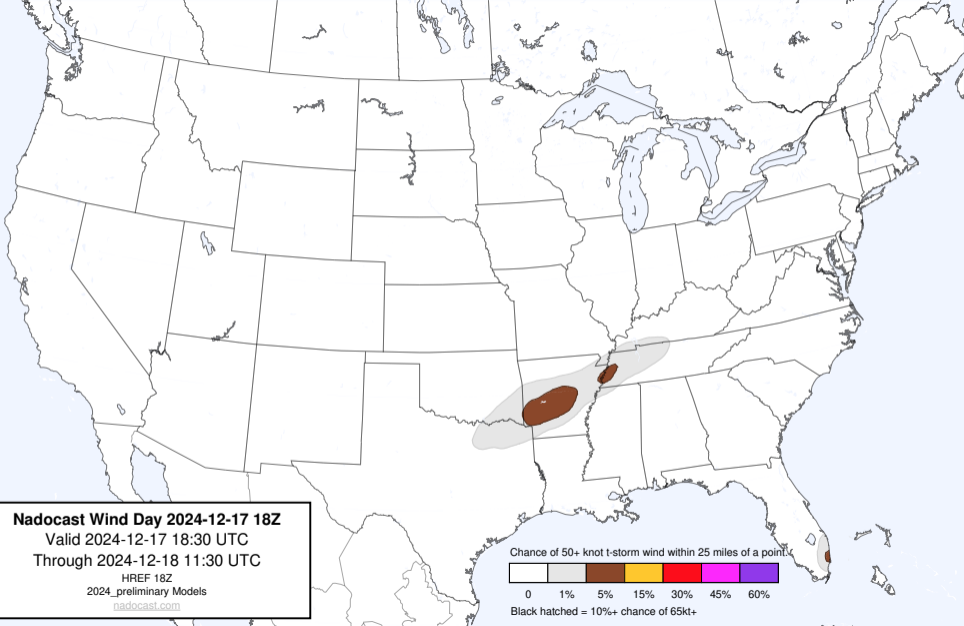 Nadocast Wind Day 2024-12-17 18Z
Valid 2024-12-17 18:30 UTC
Through 2024-12-18 11:30 UTC
HREF 18Z
2024_preliminary Models
nadocast.com
Chance of 50+ knot t-storm wind within 25 miles of a point.
0 1% 5% 15% 30% 45% 60%
Black hatched = 10%+ chance of 65kt+